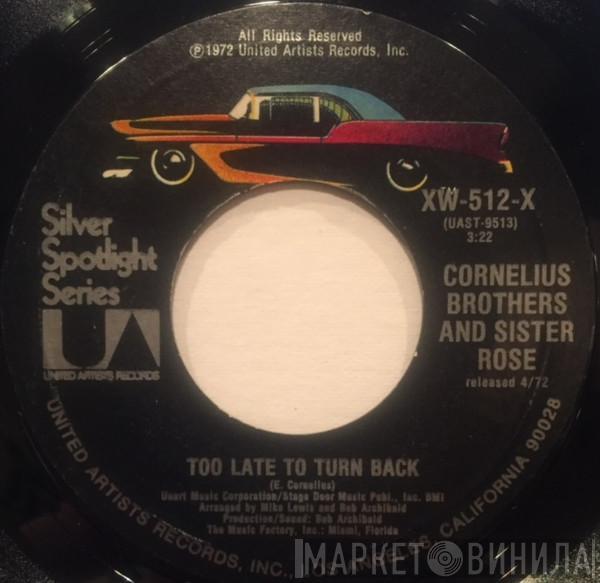 All Rights Reserved
Ⓟ1972 United Artists Records, Inc.
XW-512-X
(UAST-9513)
3:22
Silver
Spotlight
Series
UA
UNITED ARTISTS RECORDS
CORNELIUS
BROTHERS
AND SISTER
ROSE
released 4/72
TOO LATE TO TURN BACK
(E. Cornelius)
Unart Music Corporation/Stage Door Music Publ., Inc. BMI
Arranged by Mike Lewis and Bob Archibald
Production/Sound: Bob Archibald
The Music Factory, Inc.: Miami, Florida
UNITED ARTISTS RECORDS, INC., LOS ANGELES, CALIFORNIA 90028
МАРКЕТ ВИНИЛА